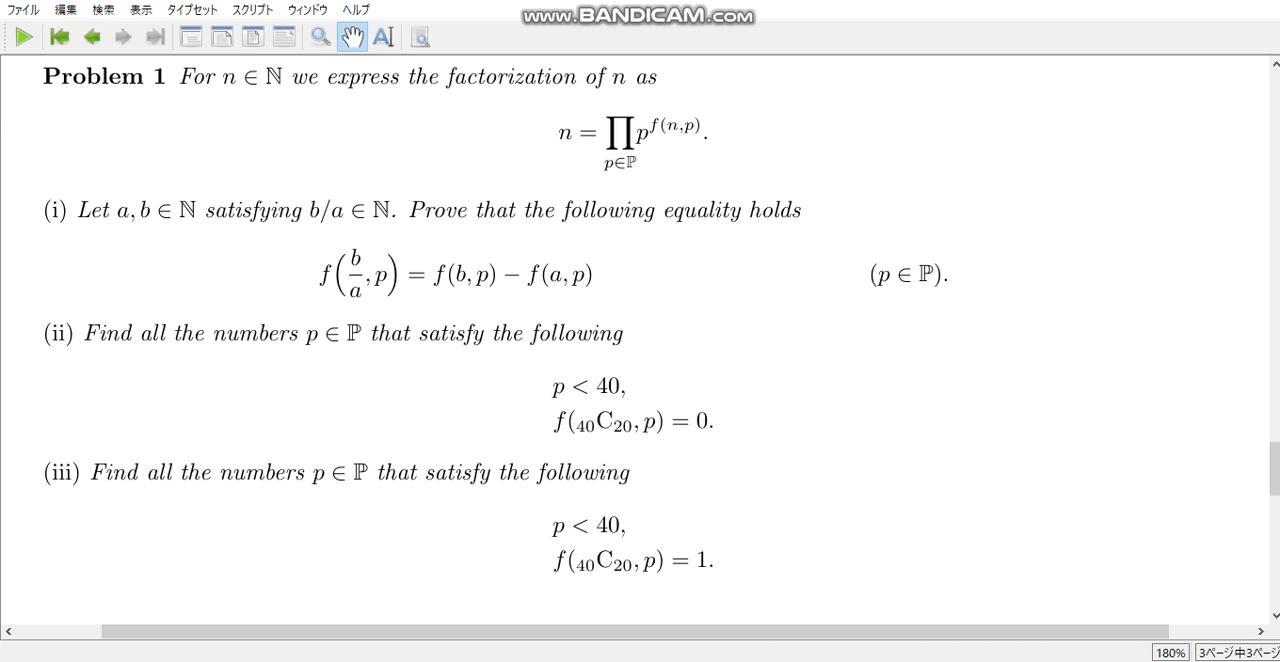 ファイル 編集 検索 表示 タイプセット スクリプト ウィンドウ ヘルプ
www.BANDICAM.com
Problem 1 For n ∈ ℕ we express the factorization of n as
n = ∏_{p∈ℙ} p^{f(n,p)}.
(i) Let a, b ∈ ℕ satisfying b/a ∈ ℕ. Prove that the following equality holds
f(b/a, p) = f(b, p) − f(a, p) (p ∈ ℙ).
(ii) Find all the numbers p ∈ ℙ that satisfy the following
p < 40,
f(₄₀C₂₀, p) = 0.
(iii) Find all the numbers p ∈ ℙ that satisfy the following
p < 40,
f(₄₀C₂₀, p) = 1.
180% 3ページ中3ページ